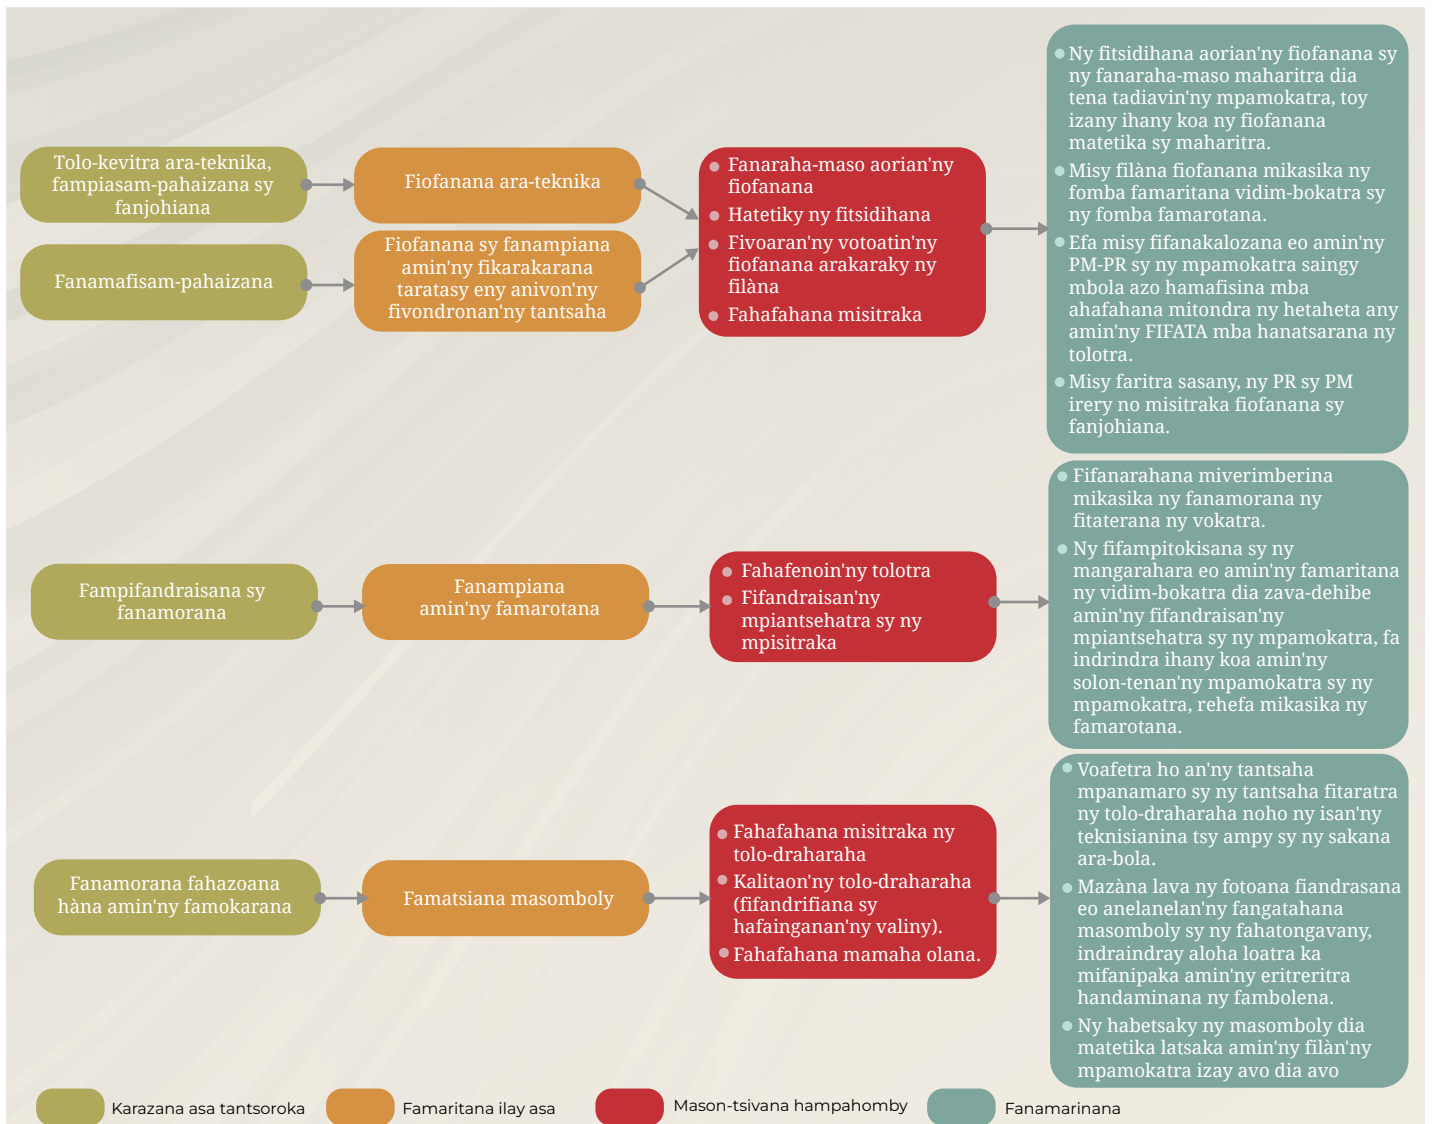 Tolo-kevitra ara-teknika,
fampiasam-pahaizana sy
fanjohiana
Fiofanana ara-teknika
Fanamafisam-pahaizana
Fiofanana sy fanampiana
amin'ny fikarakarana
taratasy eny anivon'ny
fivondronan'ny tantsaha
Fanaraha-maso aorian'ny
fiofanana
Hatetiky ny fitsidihana
Fivoaran'ny votoatin'ny
fiofanana arakaraky ny
filàna
Fahafahana misitraka
Ny fitsidihana aorian'ny fiofanana sy
ny fanaraha-maso maharitra dia
tena tadiavin'ny mpamokatra, toy
izany ihany koa ny fiofanana
matetika sy maharitra.
Misy filàna fiofanana mikasika ny
fomba famaritana vidim-bokatra sy
ny fomba famarotana.
Efa misy fifanakalozana eo amin'ny
PM-PR sy ny mpamokatra saingy
mbola azo hamafisina mba
ahafahana mitondra ny hetaheta any
amin'ny FIFATA mba hanatsarana ny
tolotra.
Misy faritra sasany, ny PR sy PM
irery no misitraka fiofanana sy
fanjohiana.
Fampifandraisana sy
fanamorana
Fanampiana
amin'ny famarotana
Fahafenoin'ny tolotra
Fifandraisan'ny
mpiantsehatra sy ny
mpisitraka
Fifanarahana miverimberina
mikasika ny fanamorana ny
fitaterana ny vokatra.
Ny fifampitokisana sy ny
mangarahara eo amin'ny famaritana
ny vidim-bokatra dia zava-dehibe
amin'ny fifandraisan'ny
mpiantsehatra sy ny mpamokatra, fa
indrindra ihany koa amin'ny
solon-tenan'ny mpamokatra sy ny
mpamokatra, rehefa mikasika ny
famarotana.
Fanamorana fahazoana
hàna amin'ny famokarana
Famatsiana masomboly
Fahafahana misitraka ny
tolo-draharaha
Kalitaon'ny tolo-draharaha
(fifandrifiana sy
hafainganan'ny valiny).
Fahafahana mamaha olana.
Voafetra ho an'ny tantsaha
mpanamaro sy ny tantsaha fitaratra
ny tolo-draharaha noho ny isan'ny
teknisianina tsy ampy sy ny sakana
ara-bola.
Mazàna lava ny fotoana fiandrasana
eo anelanelan'ny fangatahana
masomboly sy ny fahatongavany,
indraindray aloha loatra ka
mifanipaka amin'ny eritreritra
handaminana ny fambolena.
Ny habetsaky ny masomboly dia
matetika latsaka amin'ny filàn'ny
mpamokatra izay avo dia avo
Karazana asa tantsoroka
Famaritana ilay asa
Mason-tsivana hampahomby
Fanamarinana